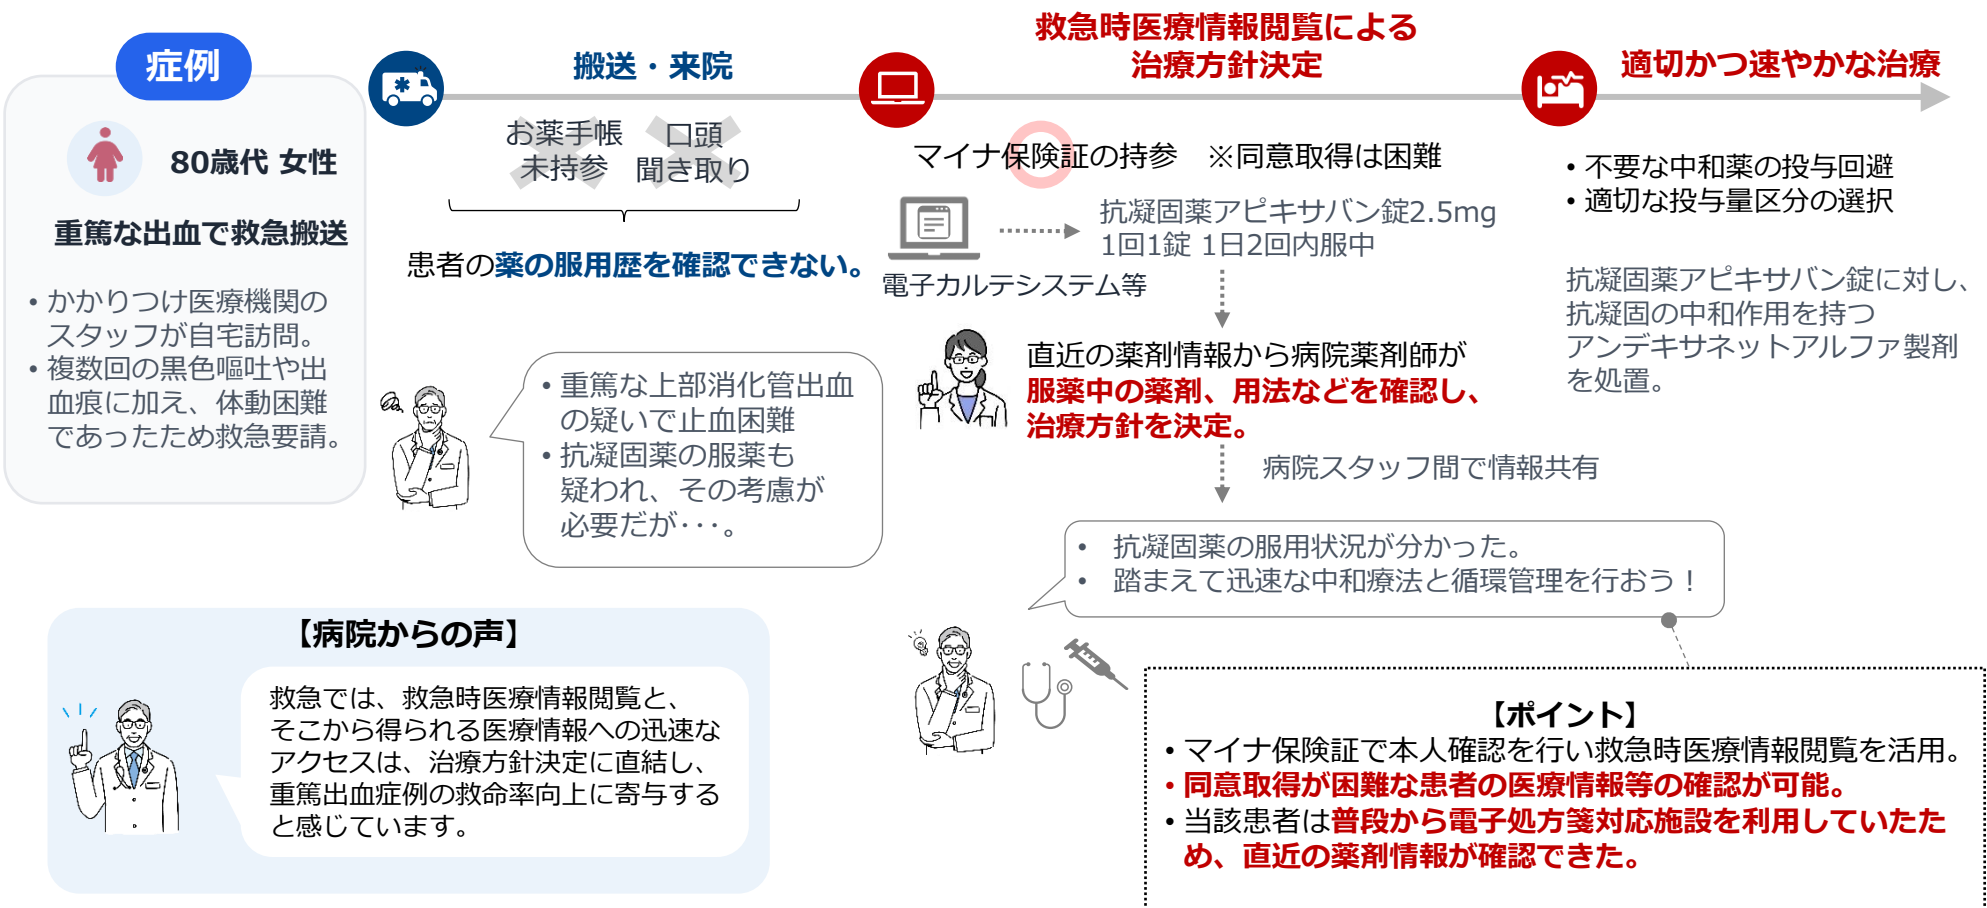 症例
80歳代 女性
重篤な出血で救急搬送
• かかりつけ医療機関の
スタッフが自宅訪問。
• 複数回の黒色嘔吐や出
血痕に加え、体動困難
であったため救急要請。
搬送・来院
お薬手帳
未持参
口頭
聞き取り
患者の薬の服用歴を確認できない。
• 重篤な上部消化管出血
の疑いで止血困難
• 抗凝固薬の服薬も
疑われ、その考慮が
必要だが･･･。
救急時医療情報閲覧による
治療方針決定
マイナ保険証の持参 ※同意取得は困難
電子カルテシステム等
抗凝固薬アピキサバン錠2.5mg
1回1錠 1日2回内服中
直近の薬剤情報から病院薬剤師が
服薬中の薬剤、用法などを確認し、
治療方針を決定。
病院スタッフ間で情報共有
• 抗凝固薬の服用状況が分かった。
• 踏まえて迅速な中和療法と循環管理を行おう！
適切かつ速やかな治療
• 不要な中和薬の投与回避
• 適切な投与量区分の選択
抗凝固薬アピキサバン錠に対し、
抗凝固の中和作用を持つ
アンデキサネットアルファ製剤
を処置。
【病院からの声】
救急では、救急時医療情報閲覧と、
そこから得られる医療情報への迅速な
アクセスは、治療方針決定に直結し、
重篤出血症例の救命率向上に寄与する
と感じています。
【ポイント】
• マイナ保険証で本人確認を行い救急時医療情報閲覧を活用。
• 同意取得が困難な患者の医療情報等の確認が可能。
• 当該患者は普段から電子処方箋対応施設を利用していたた
め、直近の薬剤情報が確認できた。